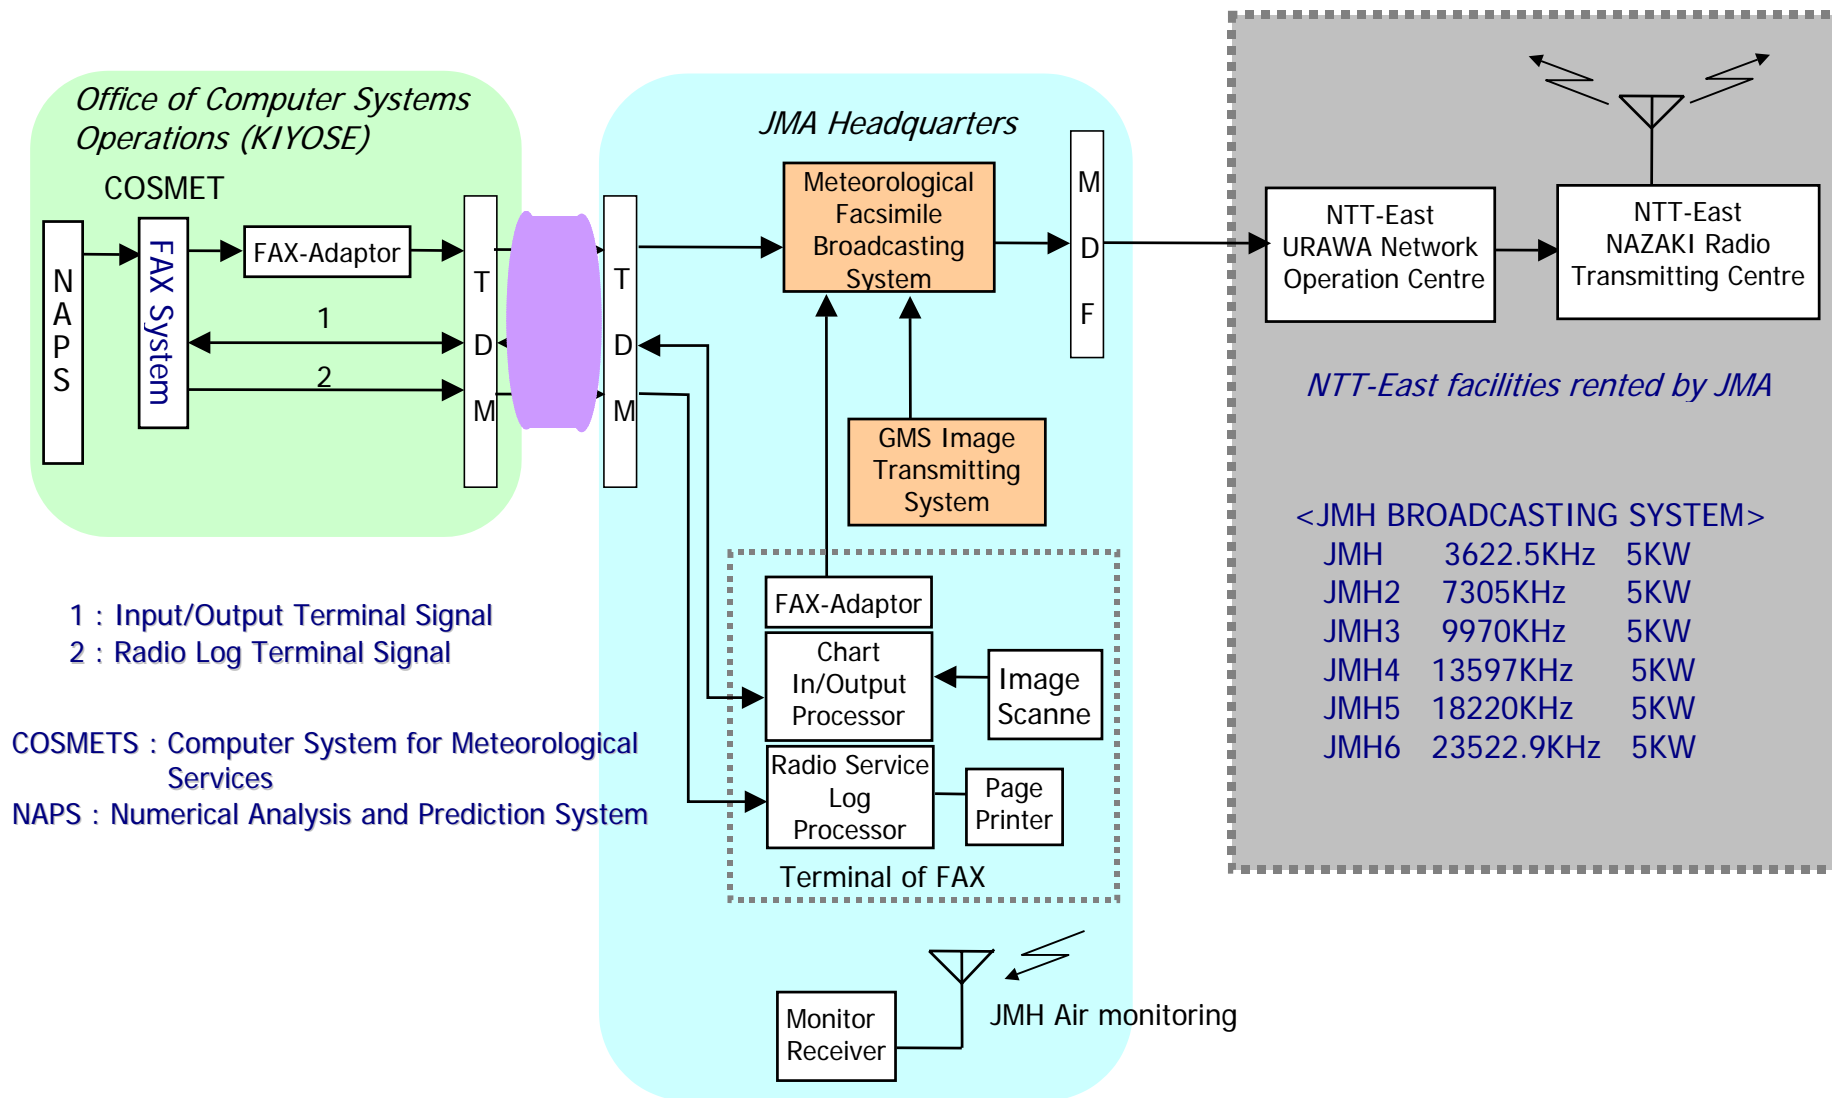 Office of Computer Systems
Operations (KIYOSE)
COSMET
NAPS
FAX System
FAX-Adaptor
1
2
TDM
TDM
JMA Headquarters
Meteorological
Facsimile
Broadcasting
System
MDF
GMS Image
Transmitting
System
FAX-Adaptor
Chart
In/Output
Processor
Image
Scanne
Radio Service
Log
Processor
Page
Printer
Terminal of FAX
Monitor
Receiver
JMH Air monitoring
NTT-East
URAWA Network
Operation Centre
NTT-East
NAZAKI Radio
Transmitting Centre
NTT-East facilities rented by JMA
<JMH BROADCASTING SYSTEM>
JMH 3622.5KHz 5KW
JMH2 7305KHz 5KW
JMH3 9970KHz 5KW
JMH4 13597KHz 5KW
JMH5 18220KHz 5KW
JMH6 23522.9KHz 5KW
1 : Input/Output Terminal Signal
2 : Radio Log Terminal Signal
COSMETS : Computer System for Meteorological
Services
NAPS : Numerical Analysis and Prediction System